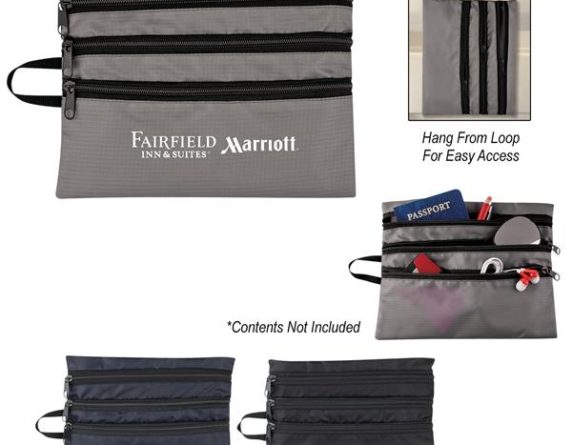 FAIRFIELD
INN & SUITES®
Marriott®
Hang From Loop
For Easy Access
PASSPORT
*Contents Not Included